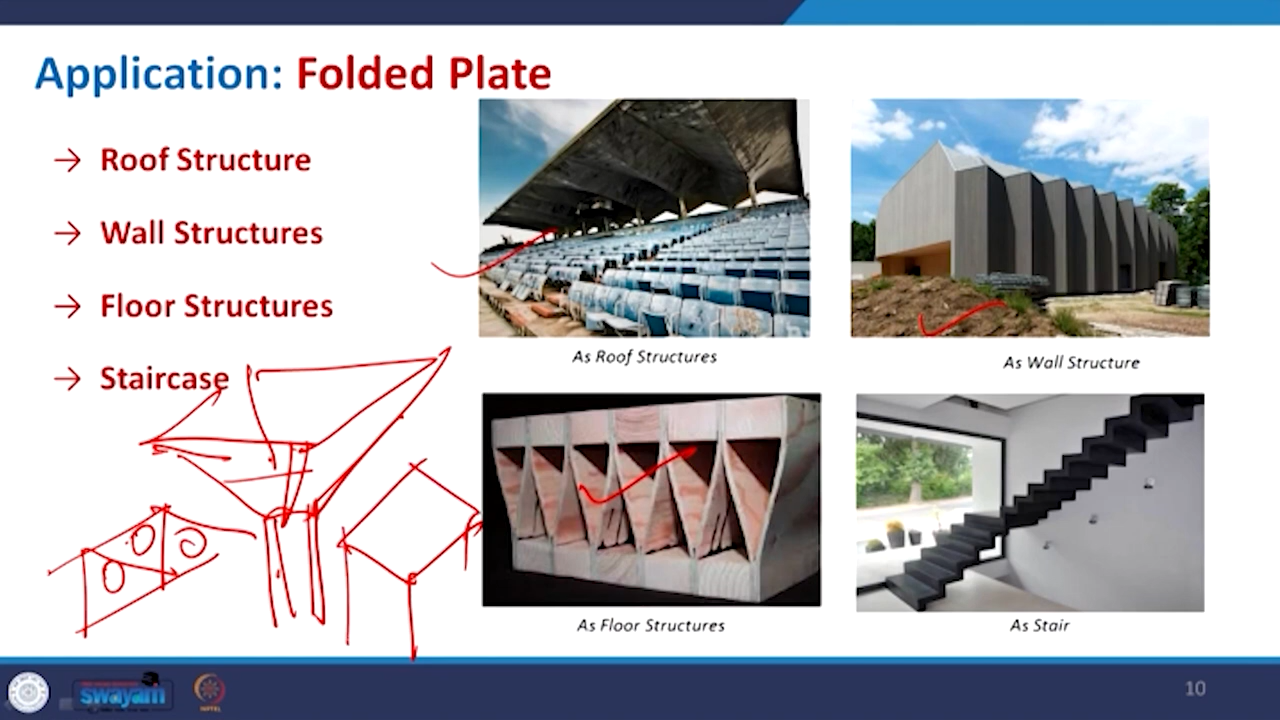 Application: Folded Plate
→ Roof Structure
→ Wall Structures
→ Floor Structures
→ Staircase
As Roof Structures
As Wall Structure
As Floor Structures
As Stair
swayam
10